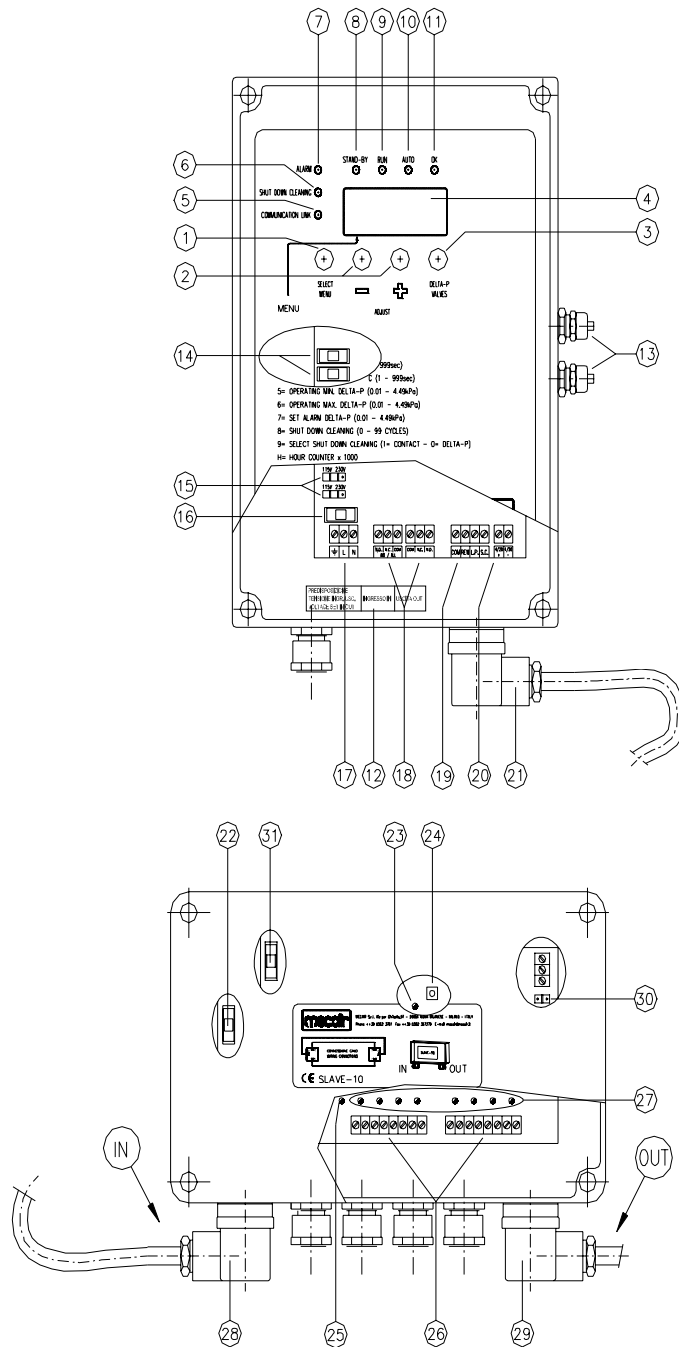 7 8 9 10 11
STAND-BY RUN AUTO OK
ALARM
6
SHUT DOWN CLEANING
5
COMMUNICATION LINK
4
1
3
2
SELECT MENU
DELTA-P VALVES
MENU
ADJUST
14
13
999sec)
C (1 - 999sec)
5= OPERATING MIN. DELTA-P (0.01 - 4.49kPa)
6= OPERATING MAX. DELTA-P (0.01 - 4.49kPa)
7= SET ALARM DELTA-P (0.01 - 4.49kPa)
8= SHUT DOWN CLEANING (0 - 99 CYCLES)
9= SELECT SHUT DOWN CLEANING (1= CONTACT - 0= DELTA-P)
H= HOUR COUNTER x 1000
15
115V 230V
115V 230V
16
L N
COM N.C. N.O.
L.P. S.C.
PREDISPOSIZIONE
INGRESSO IN
17 12 18 19 20 21
22 31 23 24
30
IN OUT
CE SLAVE-10
27
IN
OUT
28 25 26 29